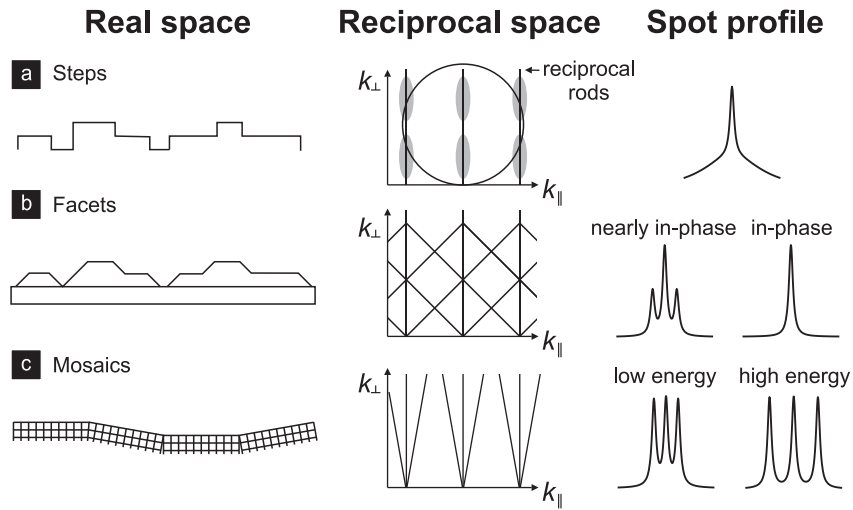 Real space
Reciprocal space
Spot profile
a Steps
k⊥
reciprocal
rods
k∥
b Facets
k⊥
k∥
nearly in-phase
in-phase
c Mosaics
k⊥
k∥
low energy
high energy